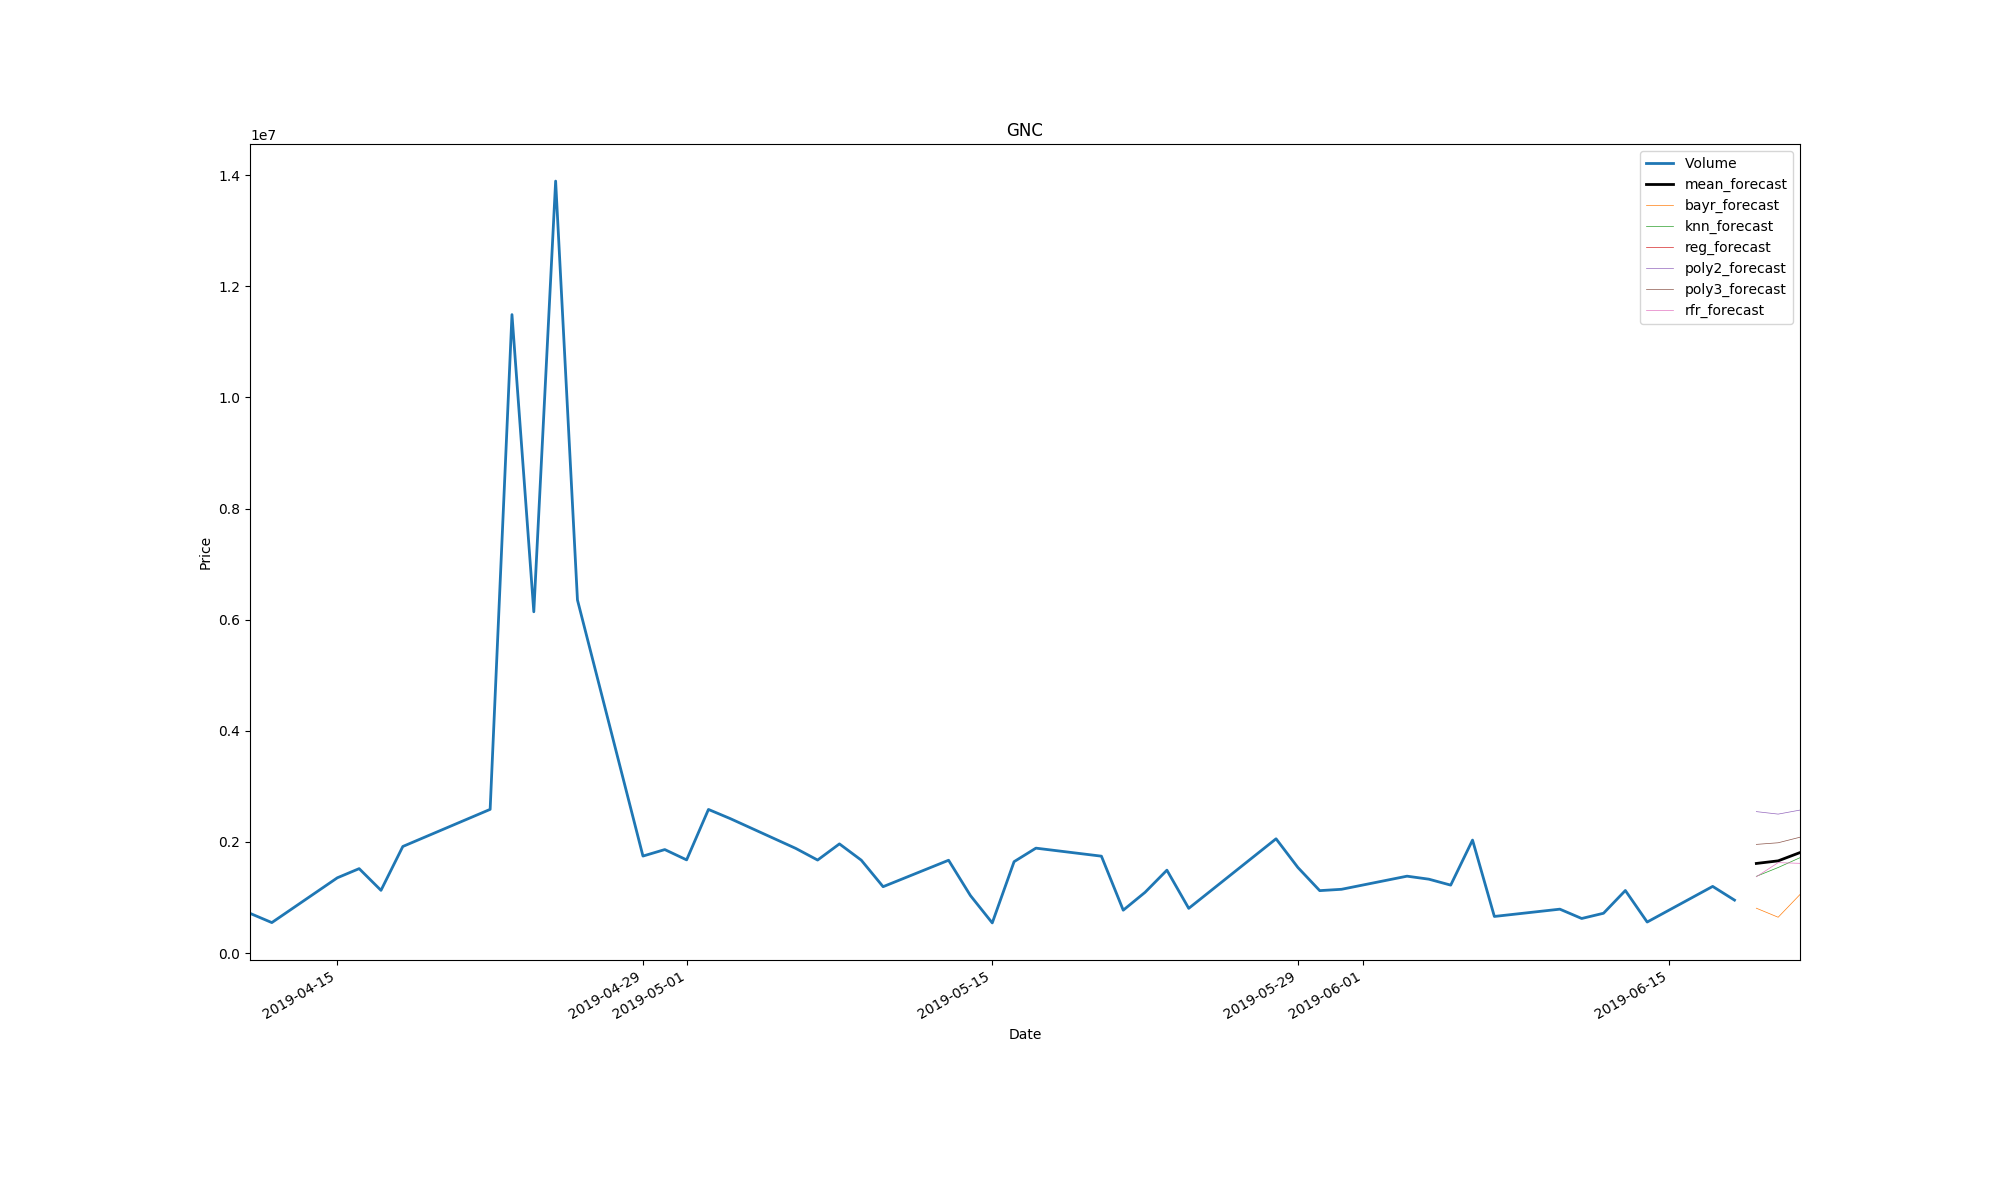 GNC
1e7
1.4
1.2
1.0
0.8
0.6
0.4
0.2
0.0
Price
Volume
mean_forecast
bayr_forecast
knn_forecast
reg_forecast
poly2_forecast
poly3_forecast
rfr_forecast
2019-04-15
2019-04-29
2019-05-01
2019-05-15
2019-05-29
2019-06-01
2019-06-15
Date